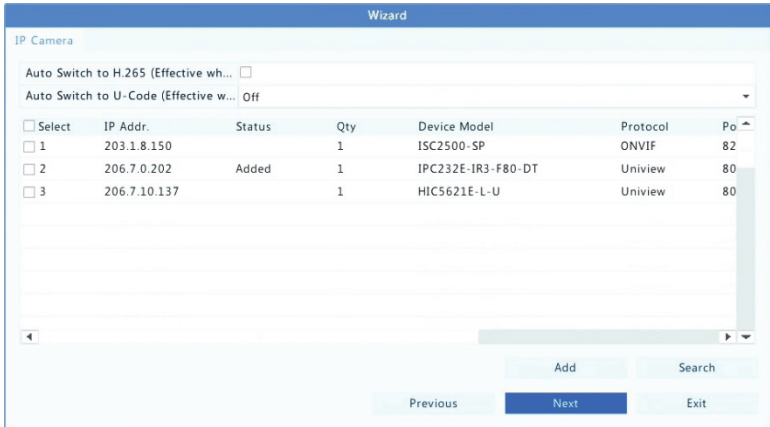 Wizard
IP Camera
Auto Switch to H.265 (Effective wh...
Auto Switch to U-Code (Effective w... Off
Select IP Addr. Status Qty Device Model Protocol Po
1 203.1.8.150 1 ISC2500-SP ONVIF 82
2 206.7.0.202 Added 1 IPC232E-IR3-F80-DT Uniview 80
3 206.7.10.137 1 HIC5621E-L-U Uniview 80
Add Search
Previous Next Exit